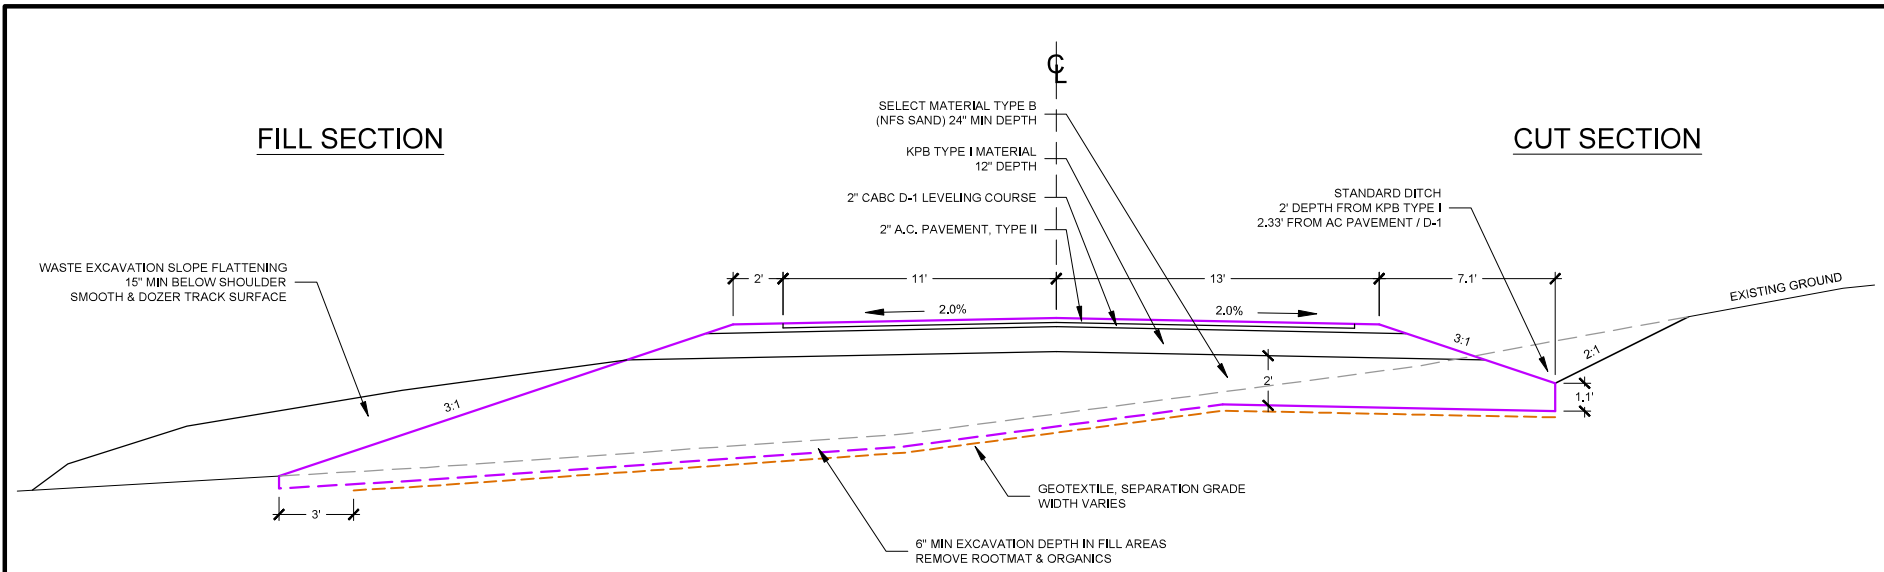 ℄
FILL SECTION
CUT SECTION
SELECT MATERIAL TYPE B
(NFS SAND) 24" MIN DEPTH
KPB TYPE I MATERIAL
12" DEPTH
2" CABC D-1 LEVELING COURSE
2" A.C. PAVEMENT, TYPE II
STANDARD DITCH
2' DEPTH FROM KPB TYPE I
2.33' FROM AC PAVEMENT / D-1
WASTE EXCAVATION SLOPE FLATTENING
15" MIN BELOW SHOULDER
SMOOTH & DOZER TRACK SURFACE
2'
11'
13'
7.1'
EXISTING GROUND
2.0%
2.0%
3:1
2:1
2'
1.1'
3:1
3'
GEOTEXTILE, SEPARATION GRADE
WIDTH VARIES
6" MIN EXCAVATION DEPTH IN FILL AREAS
REMOVE ROOTMAT & ORGANICS